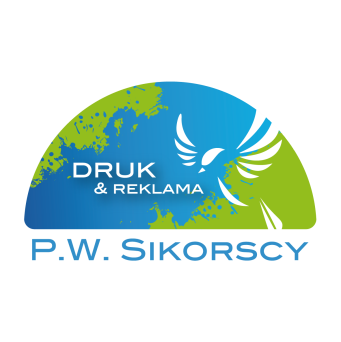 DRUK
& REKLAMA
P.W. SIKORSCY